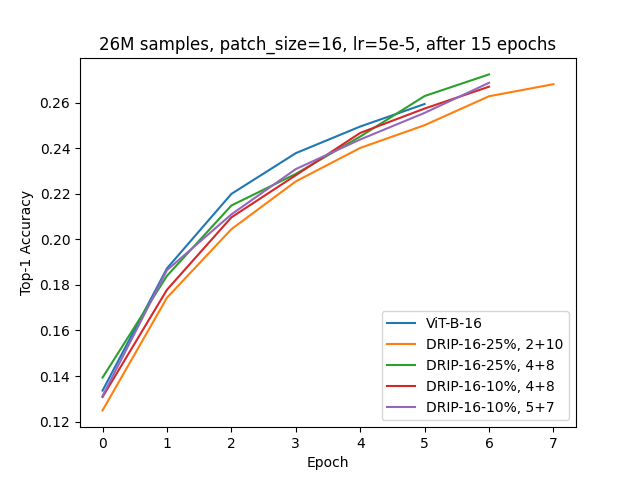 26M samples, patch_size=16, lr=5e-5, after 15 epochs
Top-1 Accuracy
0.26
0.24
0.22
0.20
0.18
0.16
0.14
0.12
ViT-B-16
DRIP-16-25%, 2+10
DRIP-16-25%, 4+8
DRIP-16-10%, 4+8
DRIP-16-10%, 5+7
0 1 2 3 4 5 6 7
Epoch